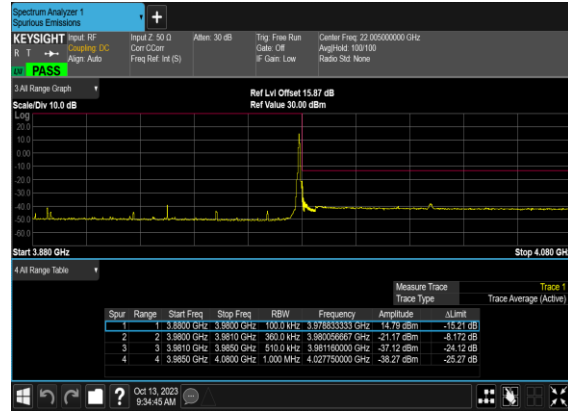 Spectrum Analyzer 1
Spurious Emissions
KEYSIGHT Input: RF Input Z: 50 Ω Atten: 30 dB Trig: Free Run Center Freq: 22.005000000 GHz
R T Coupling: DC Corr CCorr Gate: Off Avg|Hold: 100/100
Align: Auto Freq Ref: Int (S) IF Gain: Low Radio Std: None
PASS
3 All Range Graph
Ref Lvl Offset 15.87 dB
Scale/Div 10.0 dB Ref Value 30.00 dBm
Log
20.0
10.0
0.00
-10.0
-20.0
-30.0
-40.0
-50.0
-60.0
Start 3.880 GHz Stop 4.080 GHz
4 All Range Table
Measure Trace Trace 1
Trace Type Trace Average (Active)
Spur Range Start Freq Stop Freq RBW Frequency Amplitude ΔLimit
1 1 3.8800 GHz 3.9800 GHz 100.0 kHz 3.978833333 GHz 14.79 dBm -15.21 dB
2 2 3.9800 GHz 3.9810 GHz 360.0 kHz 3.980056667 GHz -21.17 dBm -8.172 dB
3 3 3.9810 GHz 3.9850 GHz 510.0 kHz 3.981160000 GHz -37.12 dBm -24.12 dB
4 4 3.9850 GHz 4.0800 GHz 1.000 MHz 4.027750000 GHz -38.27 dBm -25.27 dB
? Oct 13, 2023
9:34:45 AM